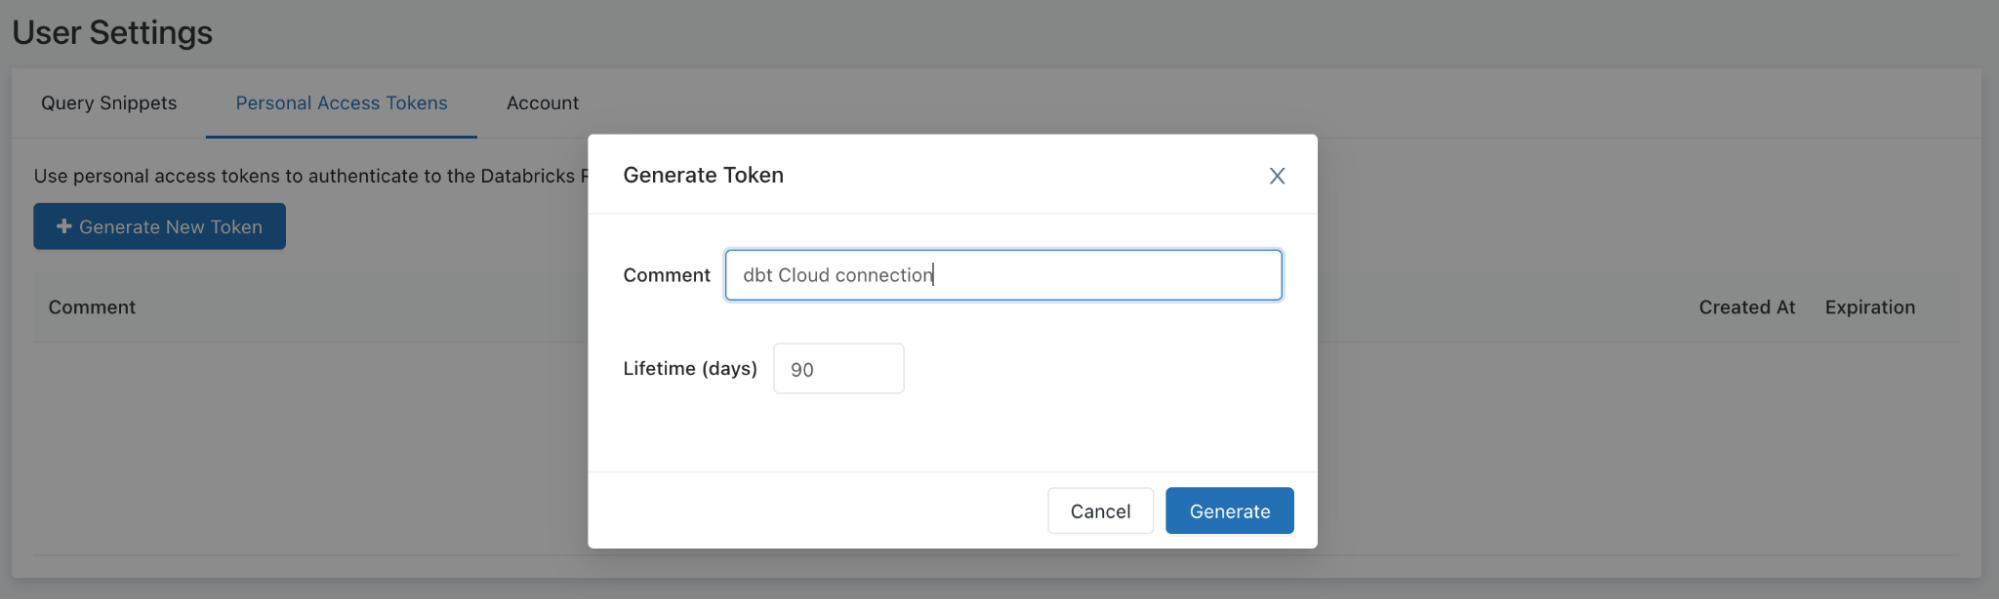 User Settings
Query Snippets Personal Access Tokens Account
Use personal access tokens to authenticate to the Databricks
+ Generate New Token
Comment Created At Expiration
Generate Token X
Comment dbt Cloud connection
Lifetime (days) 90
Cancel Generate